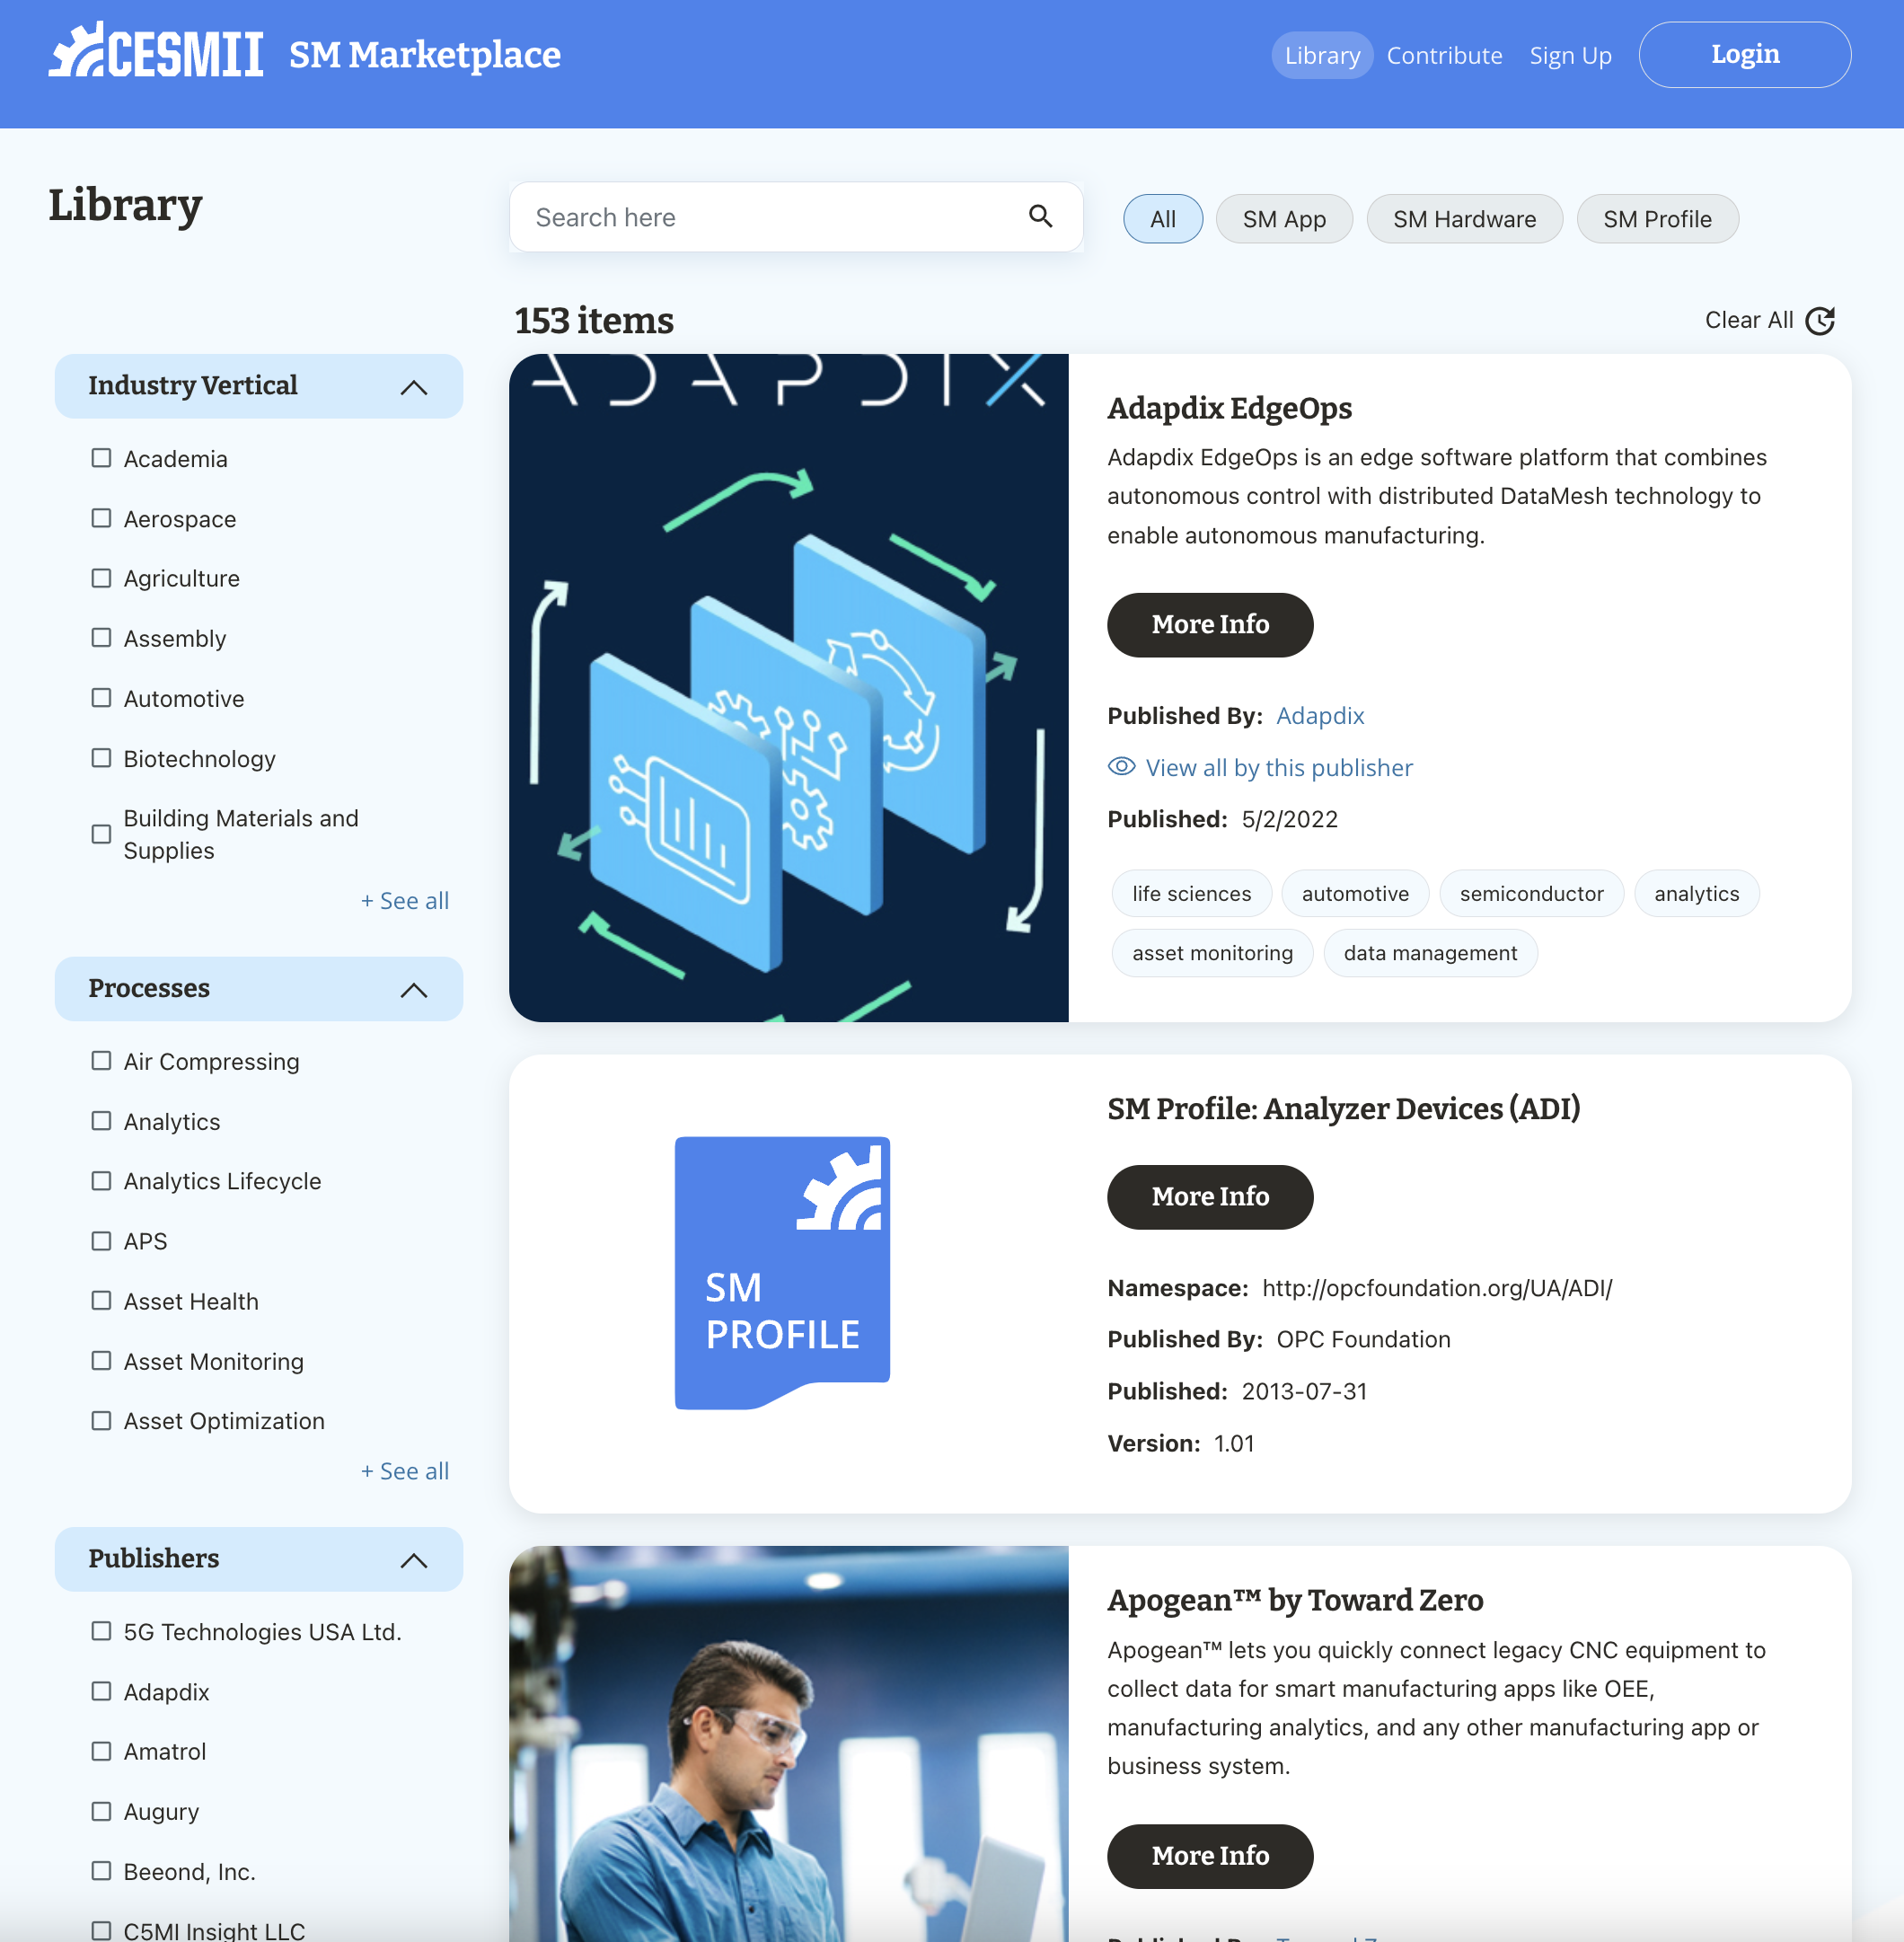 CESMII SM Marketplace
Library Contribute Sign Up Login
Library
Search here
All SM App SM Hardware SM Profile
153 items
Clear All
Industry Vertical
Academia
Aerospace
Agriculture
Assembly
Automotive
Biotechnology
Building Materials and
Supplies
+ See all
Processes
Air Compressing
Analytics
Analytics Lifecycle
APS
Asset Health
Asset Monitoring
Asset Optimization
+ See all
Publishers
5G Technologies USA Ltd.
Adapdix
Amatrol
Augury
Beeond, Inc.
C5MI Insight LLC
ADAPDIX
Adapdix EdgeOps
Adapdix EdgeOps is an edge software platform that combines
autonomous control with distributed DataMesh technology to
enable autonomous manufacturing.
More Info
Published By: Adapdix
View all by this publisher
Published: 5/2/2022
life sciences automotive semiconductor analytics
asset monitoring data management
SM
PROFILE
SM Profile: Analyzer Devices (ADI)
More Info
Namespace: http://opcfoundation.org/UA/ADI/
Published By: OPC Foundation
Published: 2013-07-31
Version: 1.01
Apogean™ by Toward Zero
Apogean™ lets you quickly connect legacy CNC equipment to
collect data for smart manufacturing apps like OEE,
manufacturing analytics, and any other manufacturing app or
business system.
More Info